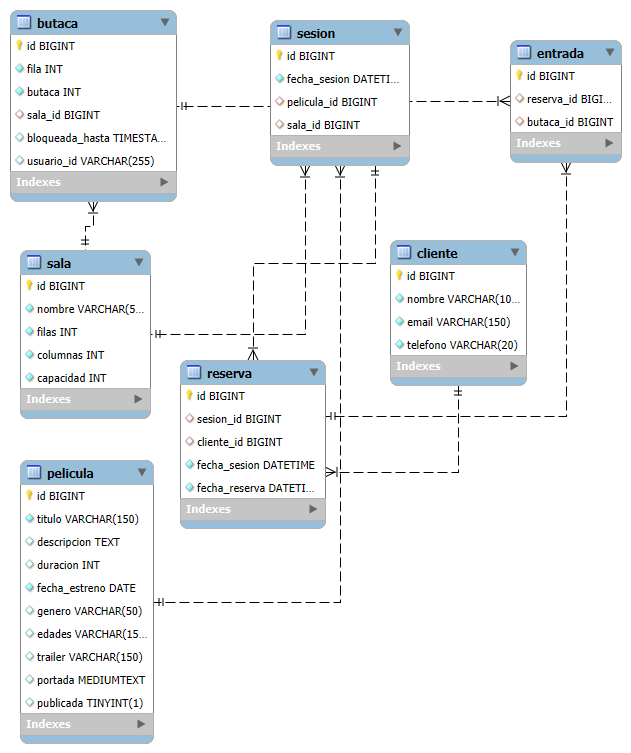 butaca
id BIGINT
fila INT
butaca INT
sala_id BIGINT
bloqueada_hasta TIMESTA...
usuario_id VARCHAR(255)
Indexes
sesion
id BIGINT
fecha_sesion DATETI...
pelicula_id BIGINT
sala_id BIGINT
Indexes
entrada
id BIGINT
reserva_id BIGI...
butaca_id BIGINT
Indexes
sala
id BIGINT
nombre VARCHAR(5...
filas INT
columnas INT
capacidad INT
Indexes
cliente
id BIGINT
nombre VARCHAR(10...
email VARCHAR(150)
telefono VARCHAR(20)
Indexes
reserva
id BIGINT
sesion_id BIGINT
cliente_id BIGINT
fecha_sesion DATETIME
fecha_reserva DATETI...
Indexes
pelicula
id BIGINT
titulo VARCHAR(150)
descripcion TEXT
duracion INT
fecha_estreno DATE
genero VARCHAR(50)
edades VARCHAR(15...
trailer VARCHAR(150)
portada MEDIUMTEXT
publicada TINYINT(1)
Indexes